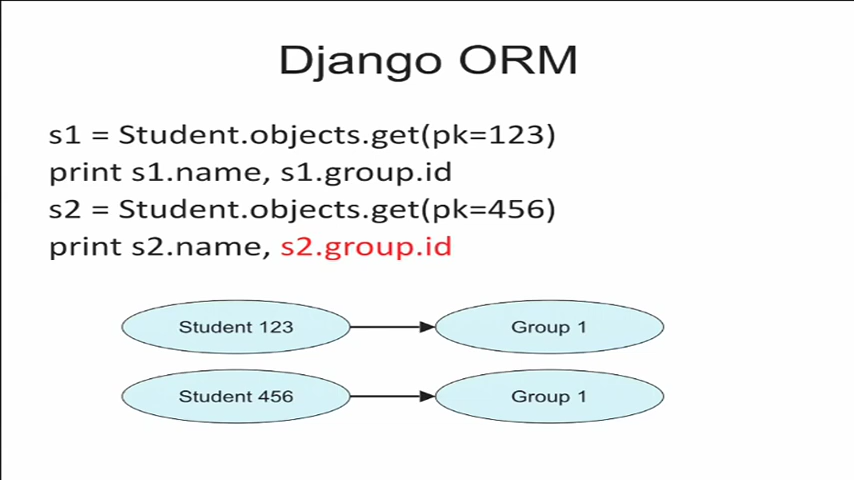 Django ORM
s1 = Student.objects.get(pk=123)
print s1.name, s1.group.id
s2 = Student.objects.get(pk=456)
print s2.name, s2.group.id
Student 123
Group 1
Student 456
Group 1